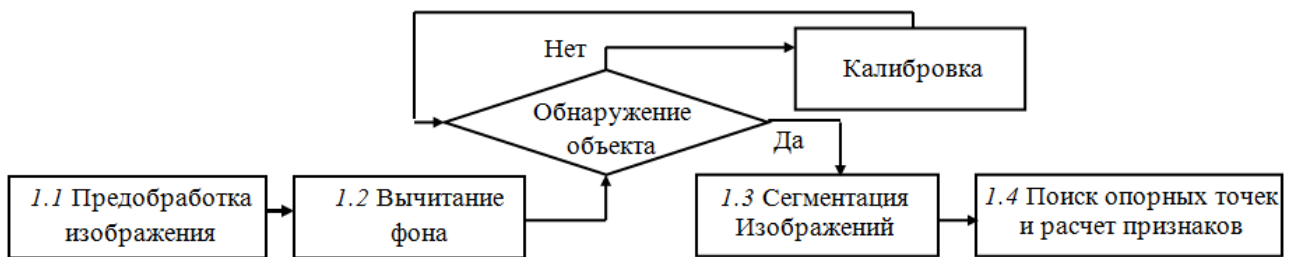 Нет
Калибровка
Обнаружение
объекта
Да
1.1 Предобработка
изображения
1.2 Вычитание
фона
1.3 Сегментация
Изображений
1.4 Поиск опорных точек
и расчет признаков